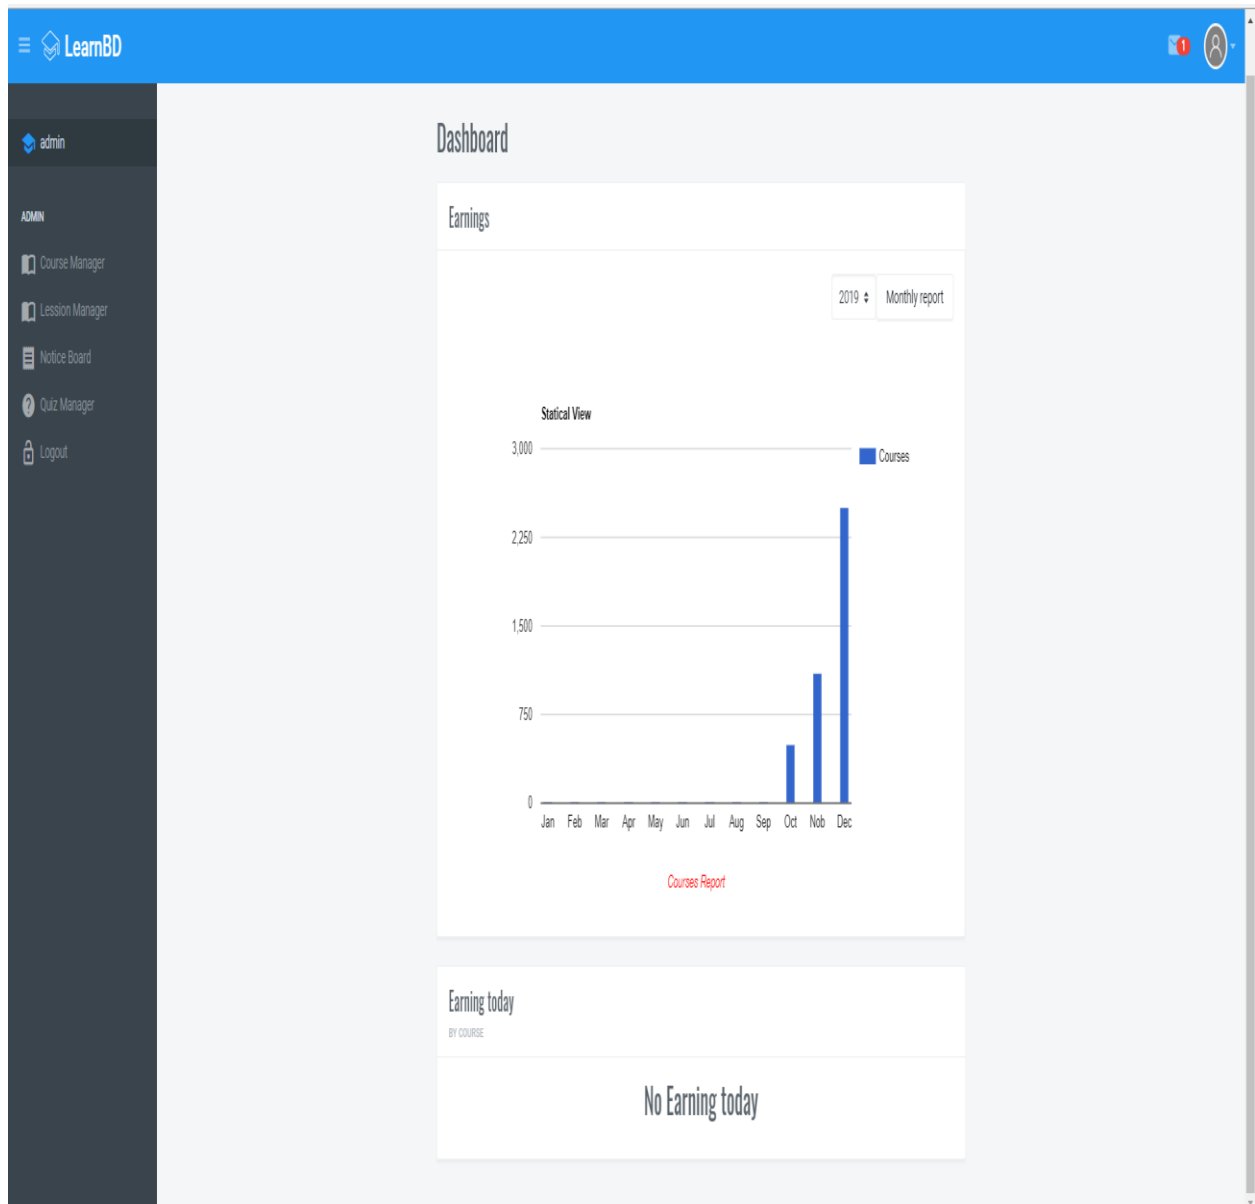 LearnBD
1
admin
ADMIN
Course Manager
Lession Manager
Notice Board
Quiz Manager
Logout
Dashboard
Earnings
2019 Monthly report
Statical View
3,000
Courses
2,250
1,500
750
0
Jan Feb Mar Apr May Jun Jul Aug Sep Oct Nob Dec
Courses Report
Earning today
BY COURSE
No Earning today